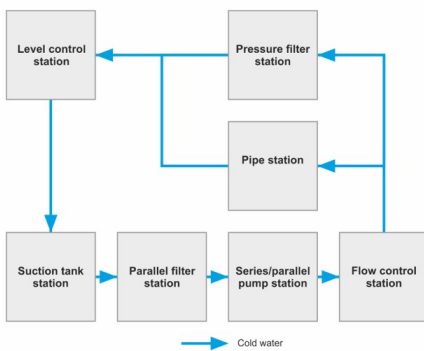 Level control
station
Pressure filter
station
Pipe station
Suction tank
station
Parallel filter
station
Series/parallel
pump station
Flow control
station
Cold water